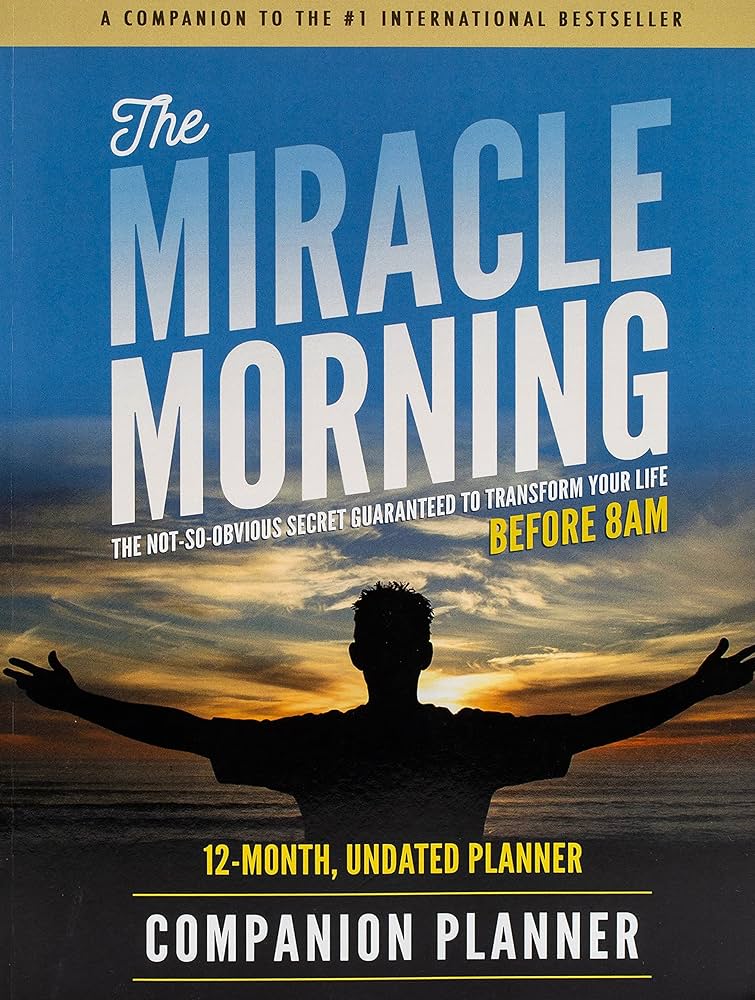 A COMPANION TO THE #1 INTERNATIONAL BESTSELLER
The
MIRACLE
MORNING
THE NOT-SO-OBVIOUS SECRET GUARANTEED TO TRANSFORM YOUR LIFE
BEFORE 8AM
12-MONTH, UNDATED PLANNER
COMPANION PLANNER